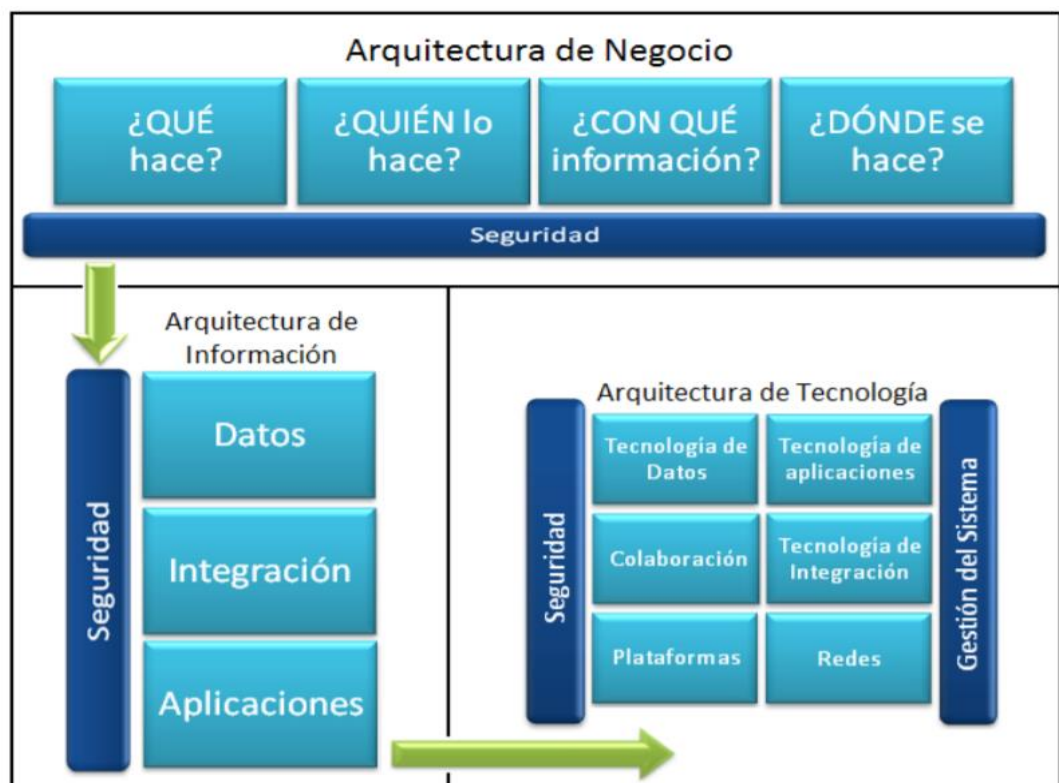 Arquitectura de Negocio
¿QUÉ
hace?
¿QUIÉN lo
hace?
¿CON QUÉ
información?
¿DÓNDE se
hace?
Seguridad
Arquitectura de
Información
Seguridad
Datos
Integración
Aplicaciones
Arquitectura de Tecnología
Seguridad
Tecnología de
Datos
Tecnología de
aplicaciones
Colaboración
Tecnología de
Integración
Plataformas
Redes
Gestión del Sistema